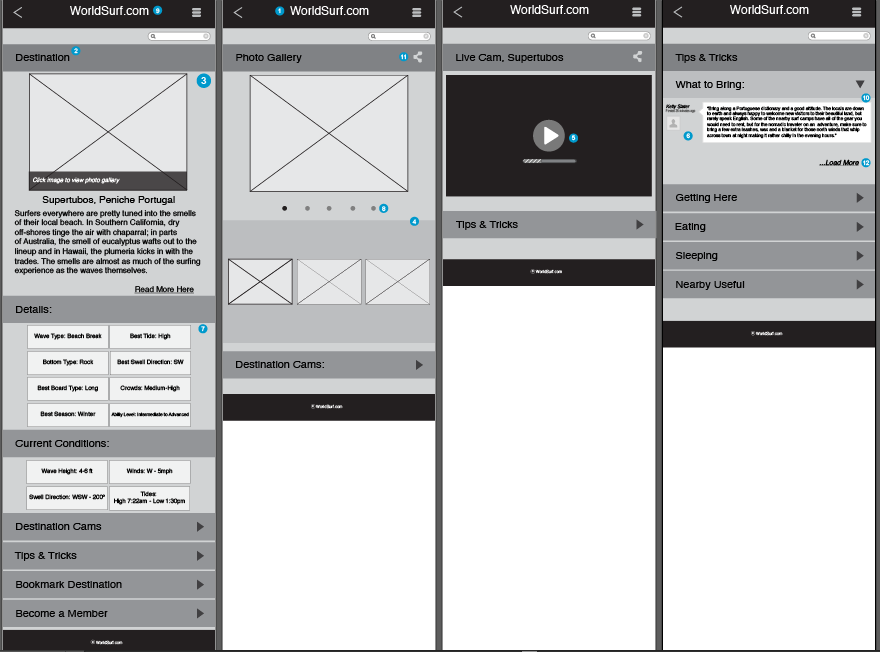 WorldSurf.com 9
Destination 2
3
Click image to view photo gallery
Supertubos, Peniche Portugal
Surfers everywhere are pretty tuned into the smells
of their local beach. In Southern California, dry
off-shores tinge the air with chaparral; in parts
of Australia, the smell of eucalyptus wafts out to the
lineup and in Hawaii, the plumeria kicks in with the
trades. The smells are almost as much of the surfing
experience as the waves themselves.
Read More Here
Details:
7
Wave Type: Beach Break
Best Tide: High
Bottom Type: Rock
Best Swell Direction: SW
Best Board Type: Long
Crowds: Medium-High
Best Season: Winter
Ability Level: Intermediate to Advanced
Current Conditions:
Wave Height: 4-6 ft
Winds: W - 5mph
Swell Direction: WSW - 200°
Tides:
High 7:22am - Low 1:30pm
Destination Cams
Tips & Tricks
Bookmark Destination
Become a Member
WorldSurf.com
1 WorldSurf.com
Photo Gallery 11
8
4
Destination Cams:
WorldSurf.com
WorldSurf.com
Live Cam, Supertubos
5
Tips & Tricks
WorldSurf.com
WorldSurf.com
Tips & Tricks
What to Bring:
10
Kelly Slater
6
"Bring along a Portuguese dictionary and a good attitude. The locals are down
to earth and always happy to welcome new visitors to their beautiful land, but
rarely speak English. Some of the nearby surf camps have all of the gear you
would need to rent, but for the nomadic traveler on an adventure, make sure to
bring a few extra leashes, wax and a blanket for those north winds that whip
across town at night making it rather chilly in the evening hours."
...Load More 12
Getting Here
Eating
Sleeping
Nearby Useful
WorldSurf.com